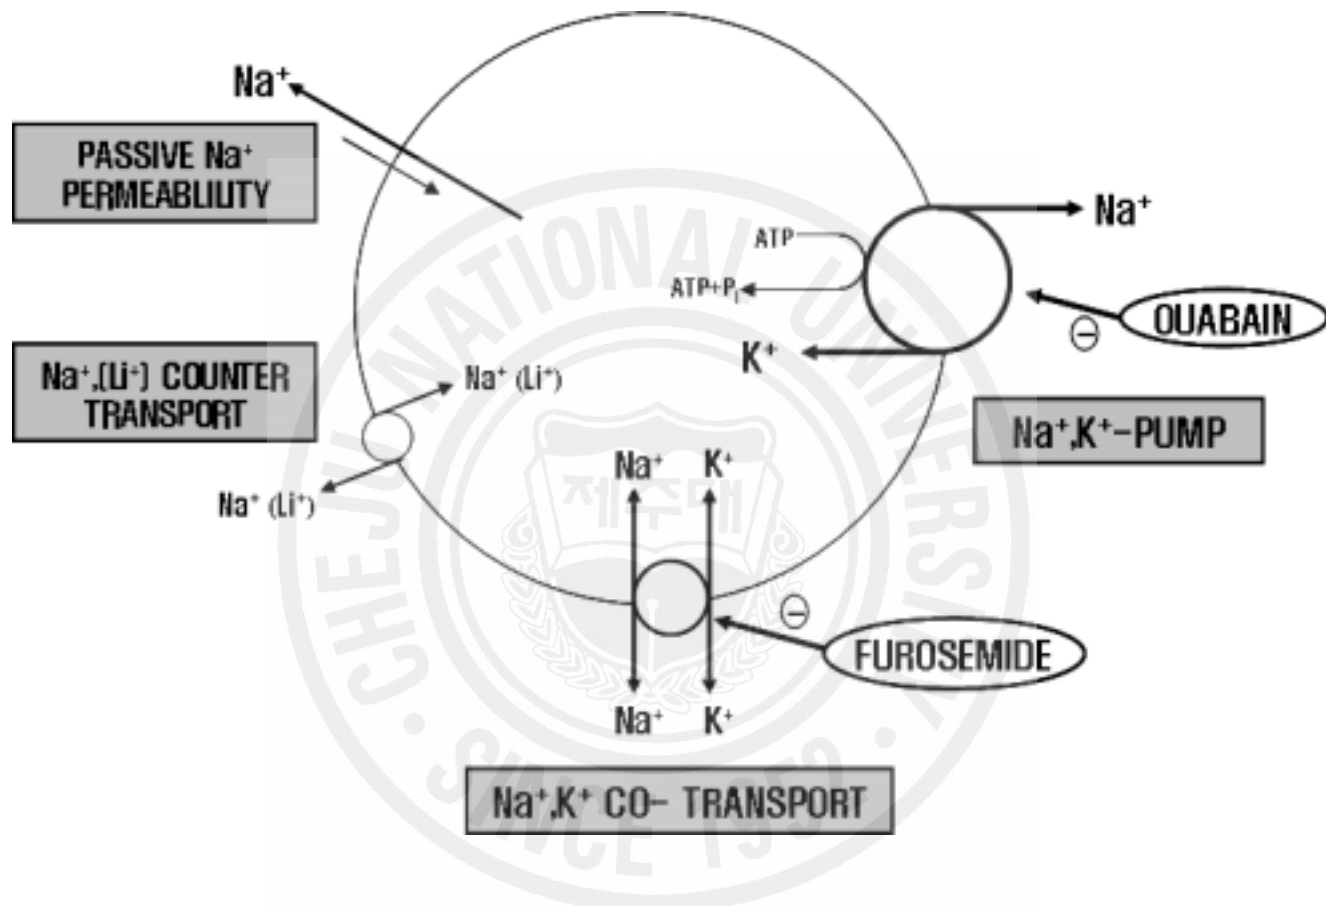 Na⁺
PASSIVE Na⁺
PERMEABLILITY
Na⁺
ATP
ATP+Pᵢ
OUABAIN
⊖
K⁺
Na⁺,(Li⁺) COUNTER
TRANSPORT
Na⁺ (Li⁺)
Na⁺,K⁺-PUMP
Na⁺ K⁺
Na⁺ (Li⁺)
제주대
⊖
FUROSEMIDE
Na⁺ K⁺
Na⁺,K⁺ CO- TRANSPORT
CHEJU NATIONAL UNIVERSITY
SINCE 1952